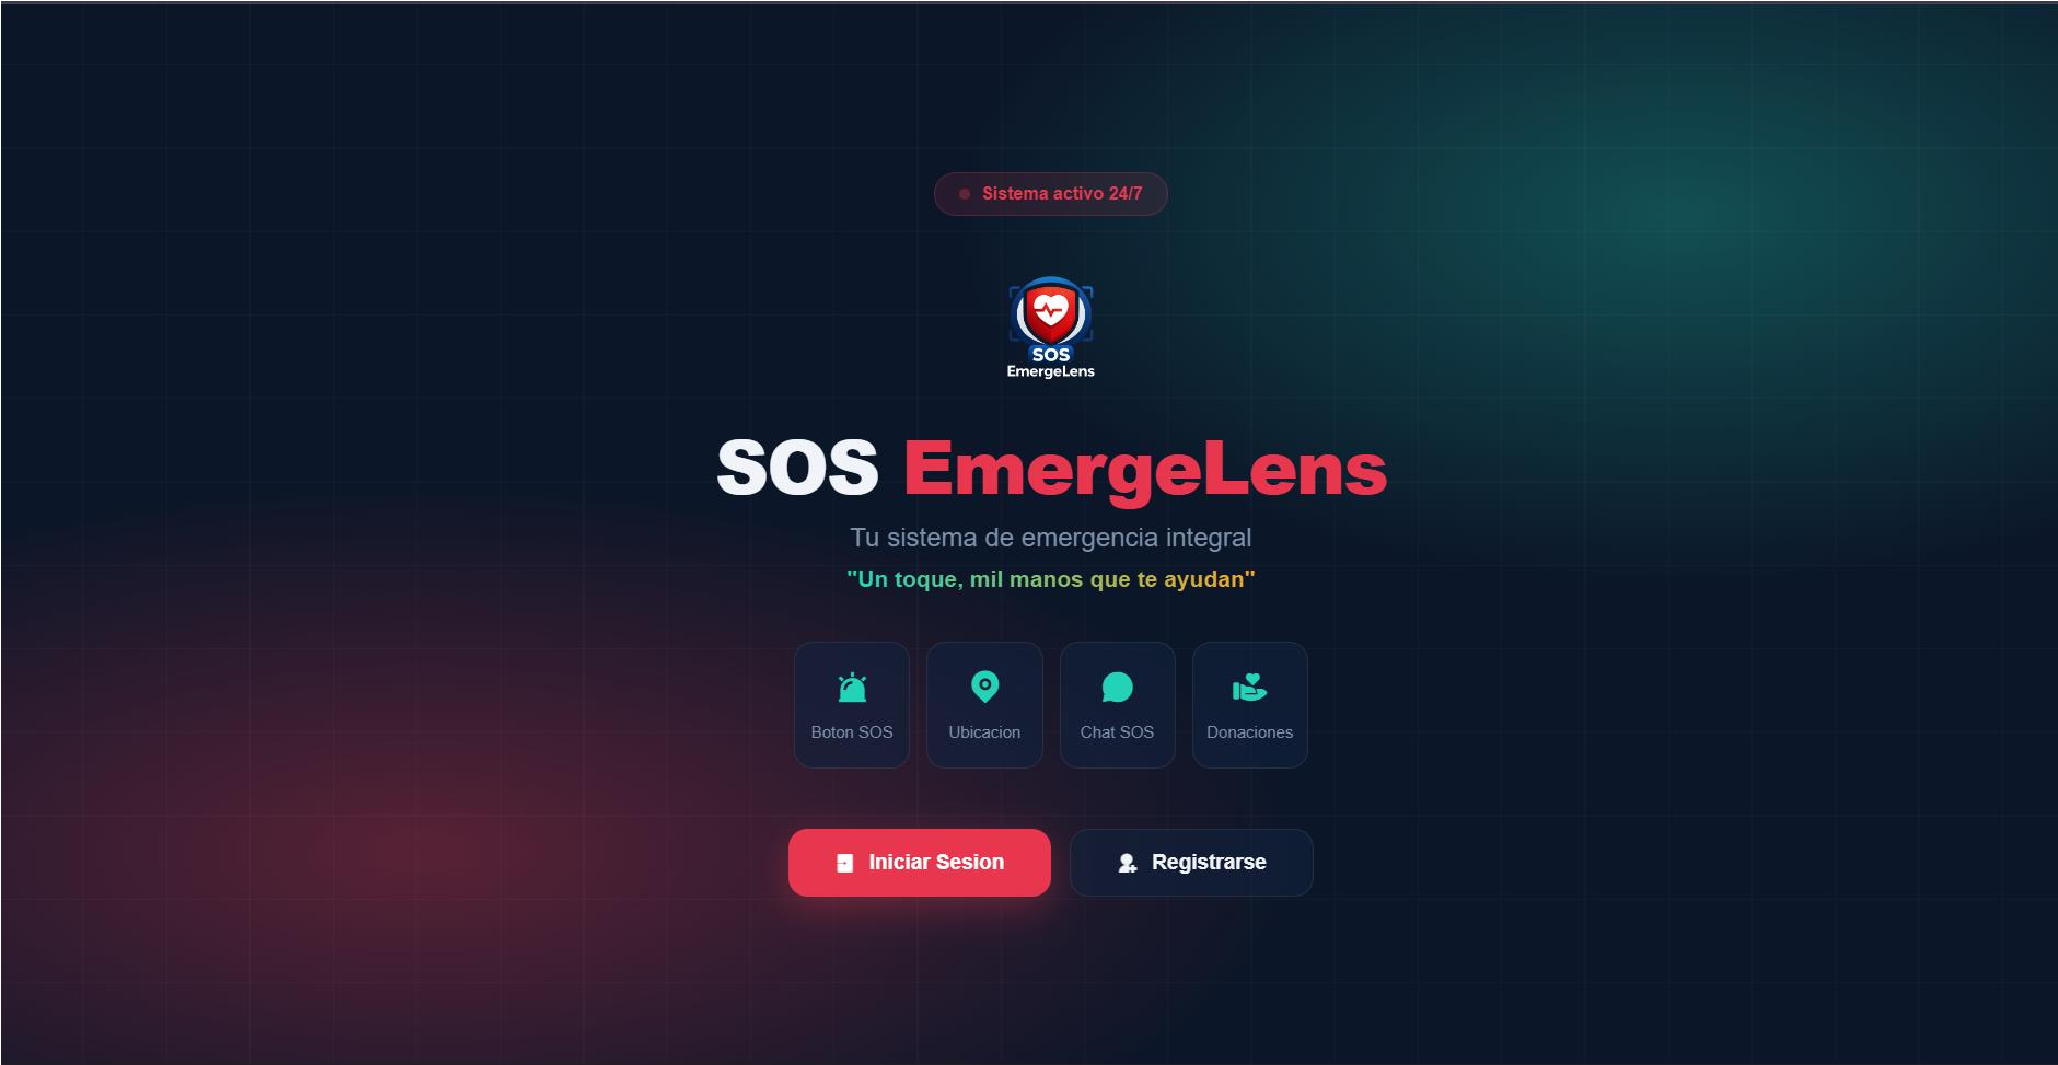 Sistema activo 24/7
SOS
EmergeLens
SOS EmergeLens
Tu sistema de emergencia integral
"Un toque, mil manos que te ayudan"
Boton SOS
Ubicacion
Chat SOS
Donaciones
Iniciar Sesion
Registrarse